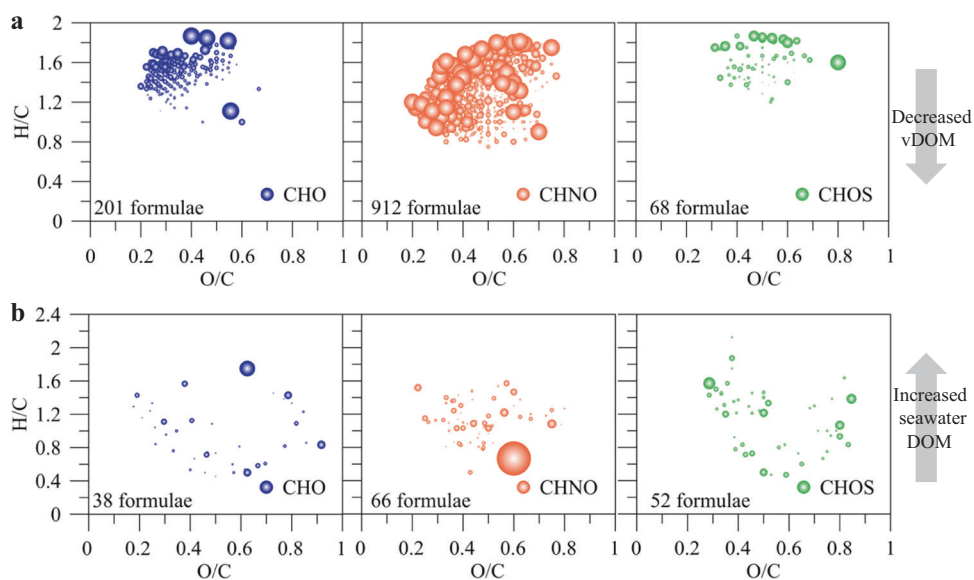 a
2
1.6
1.2
0.8
0.4
0
H/C
201 formulae
CHO
912 formulae
CHNO
68 formulae
CHOS
0 0.2 0.4 0.6 0.8 1
0 0.2 0.4 0.6 0.8 1
0 0.2 0.4 0.6 0.8 1
O/C
O/C
O/C
Decreased
vDOM
b
2.4
2
1.6
1.2
0.8
0.4
0
H/C
38 formulae
CHO
66 formulae
CHNO
52 formulae
CHOS
0 0.2 0.4 0.6 0.8 1
0 0.2 0.4 0.6 0.8 1
0 0.2 0.4 0.6 0.8 1
O/C
O/C
O/C
Increased
seawater
DOM